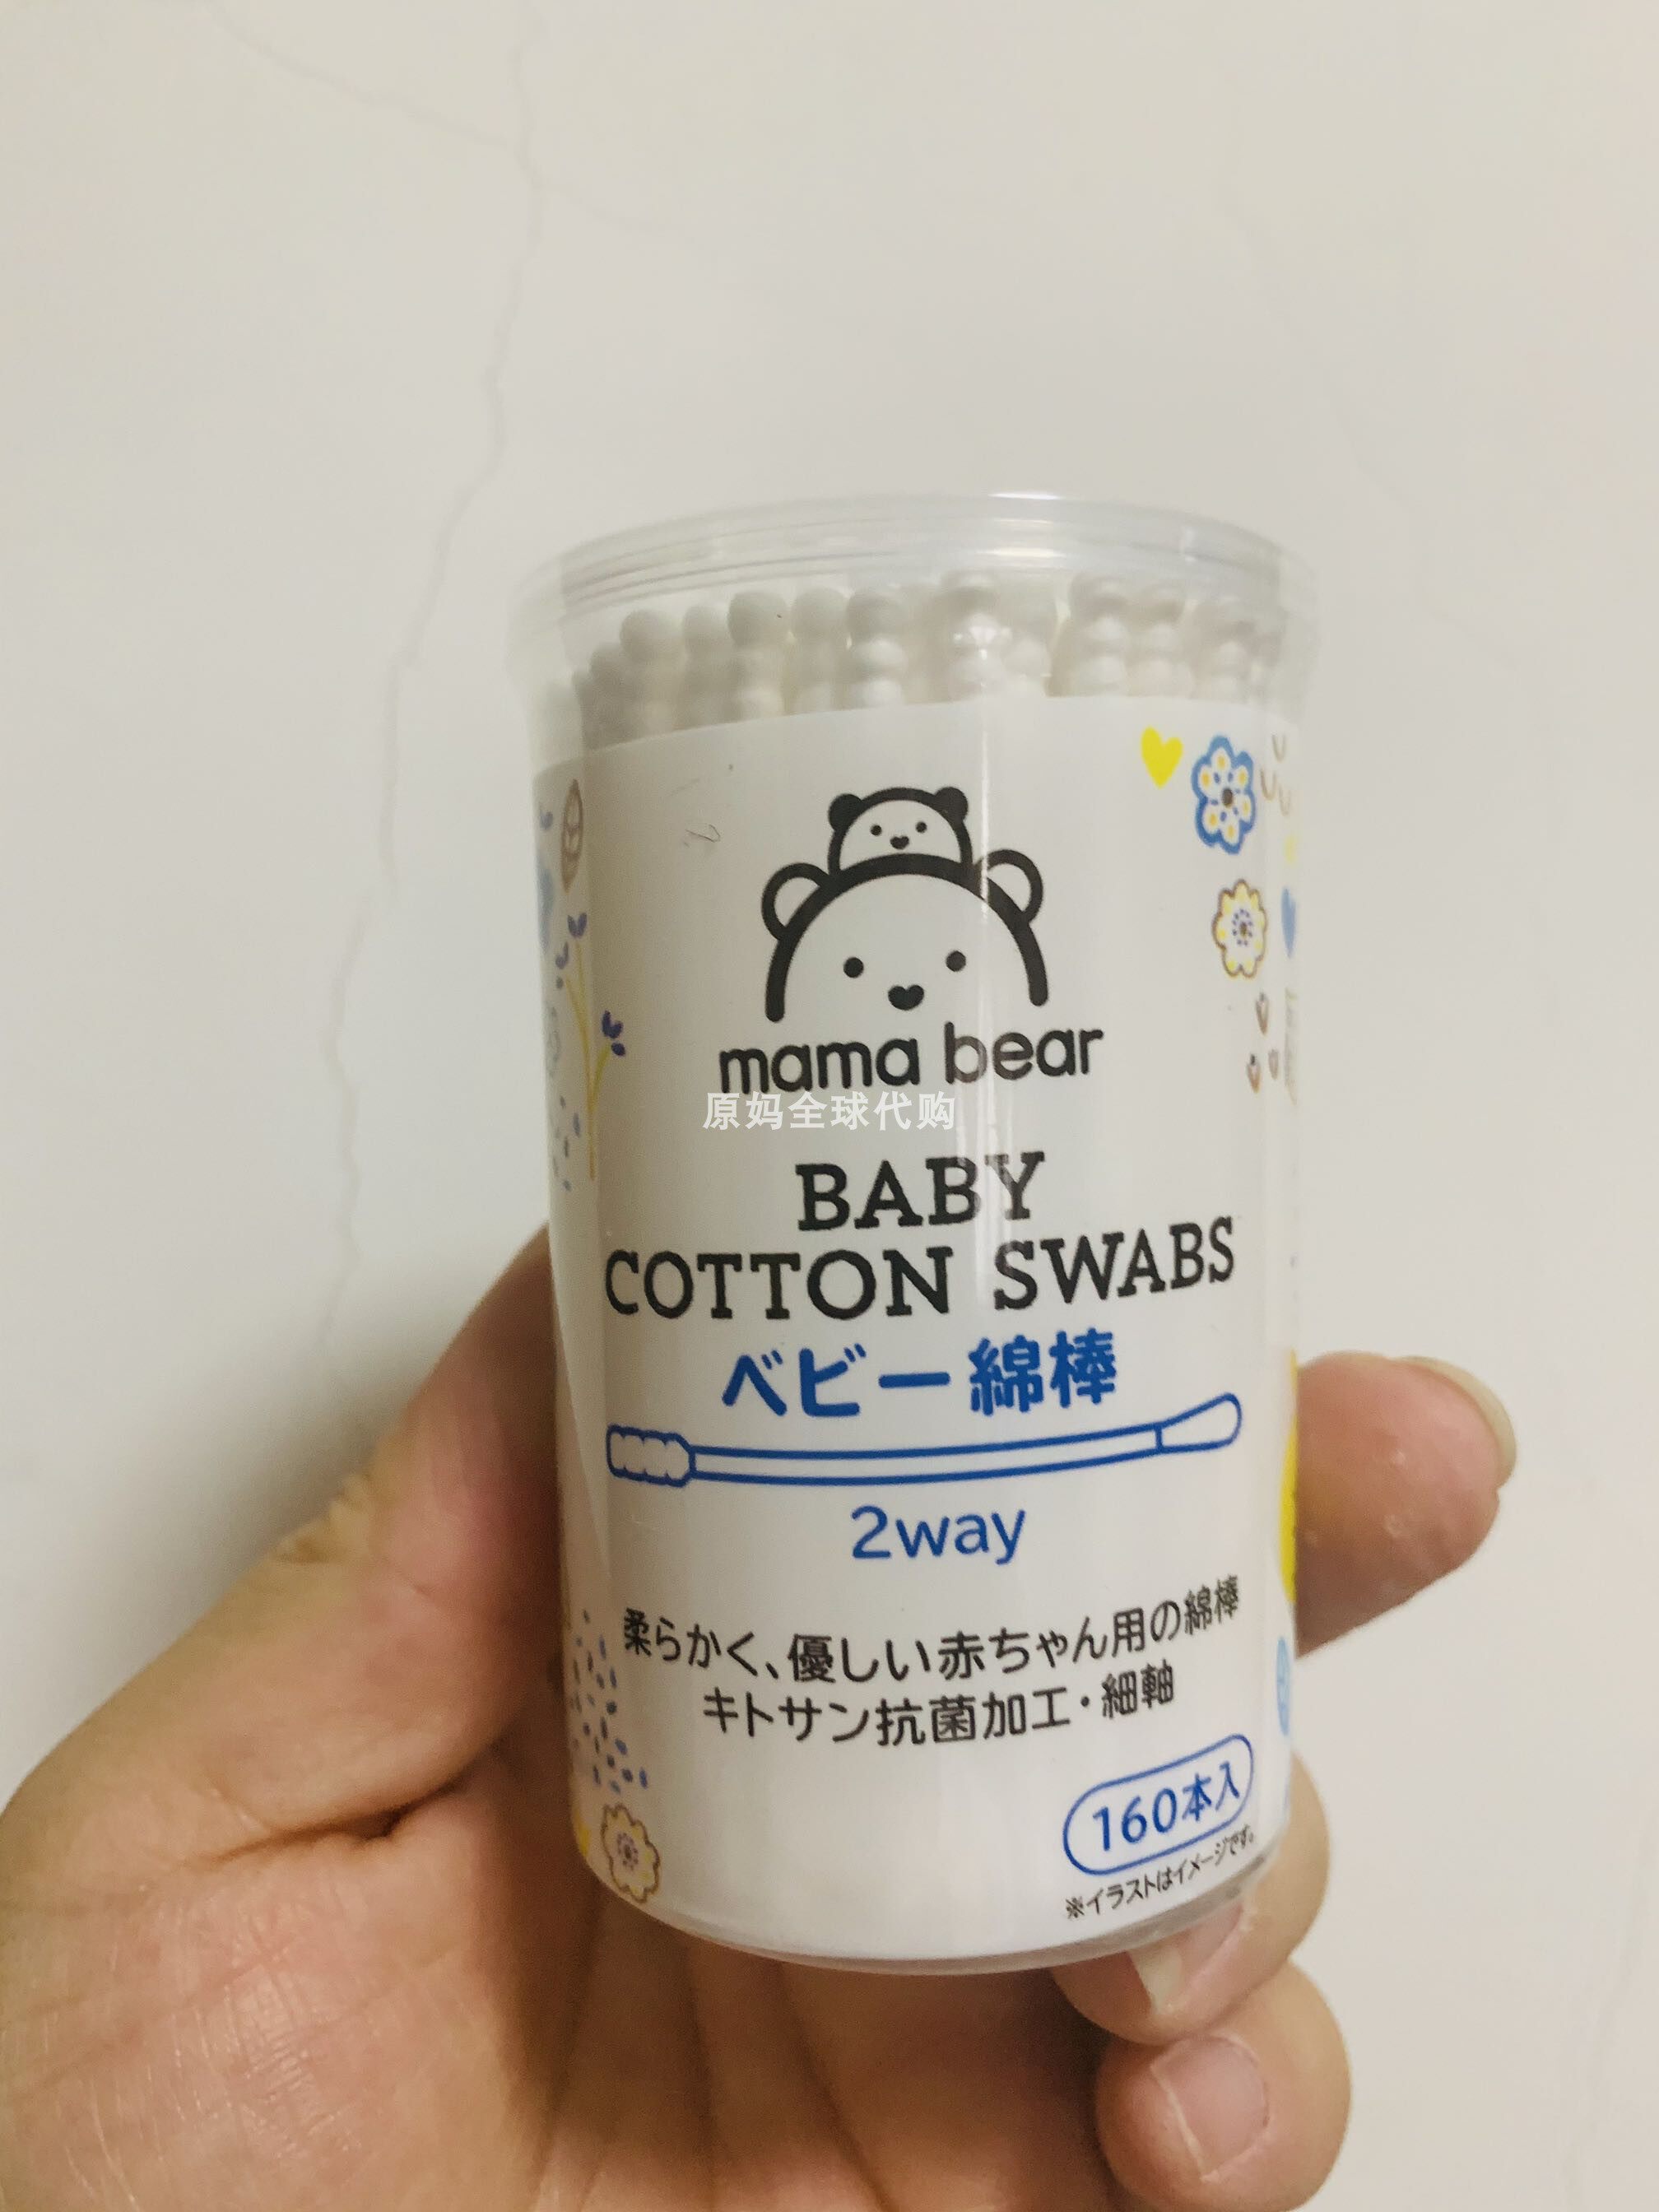 mama bear
原妈全球代购
BABY
COTTON SWABS
ベビー綿棒
2way
柔らかく、優しい赤ちゃん用の綿棒
キトサン抗菌加工・細軸
160本入
※イラストはイメージです。